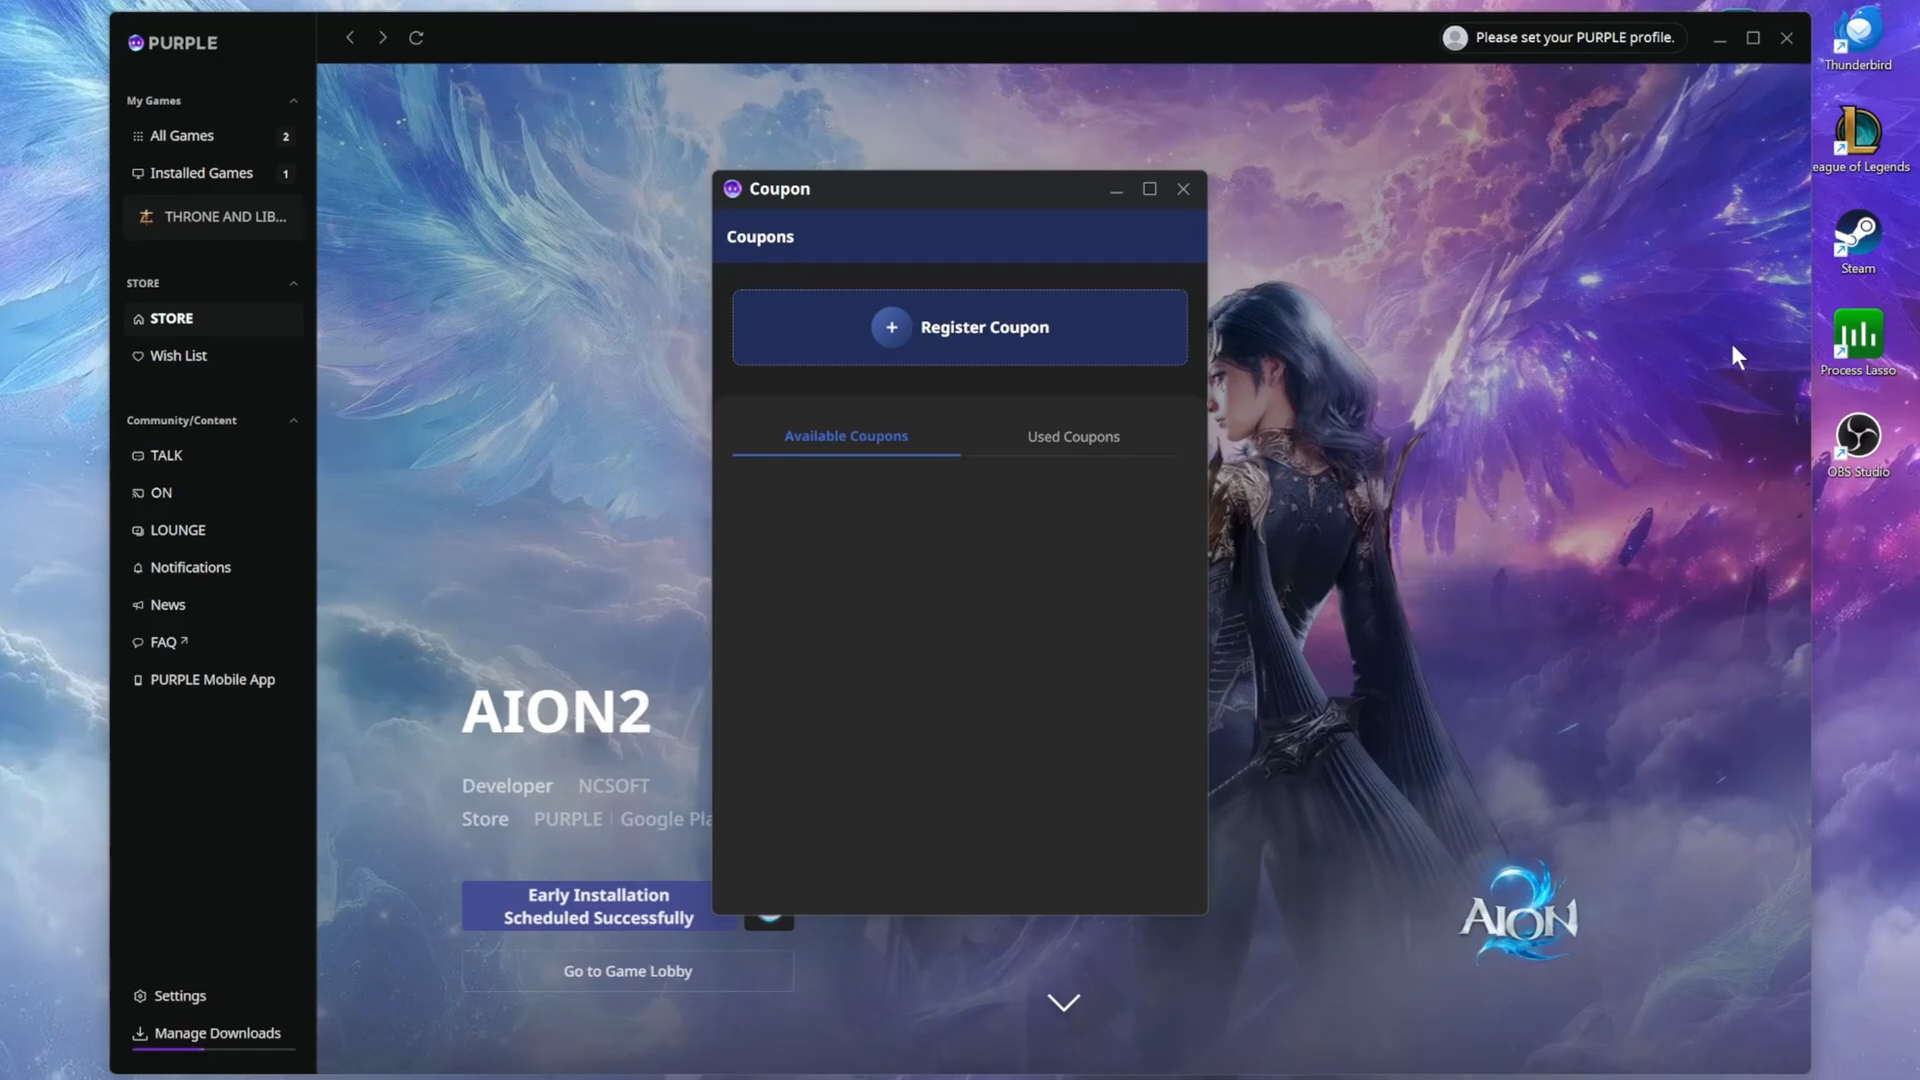 PURPLE
Please set your PURPLE profile.
My Games
All Games 2
Installed Games 1
THRONE AND LIB...
STORE
STORE
Wish List
Community/Content
TALK
ON
LOUNGE
Notifications
News
FAQ
PURPLE Mobile App
Settings
Manage Downloads
Coupon
Coupons
+ Register Coupon
Available Coupons
Used Coupons
AION2
Developer NCSOFT
Store PURPLE | Google Pla
Early Installation
Scheduled Successfully
Go to Game Lobby
AION 2
Thunderbird
eague of Legends
Steam
Process Lasso
OBS Studio